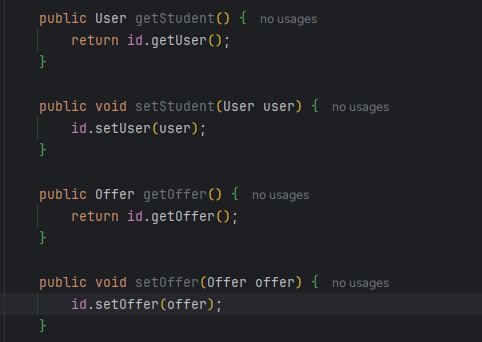 public User getStudent() { no usages
return id.getUser();
}
public void setStudent(User user) { no usages
id.setUser(user);
}
public Offer getOffer() { no usages
return id.getOffer();
}
public void setOffer(Offer offer) { no usages
id.setOffer(offer);
}